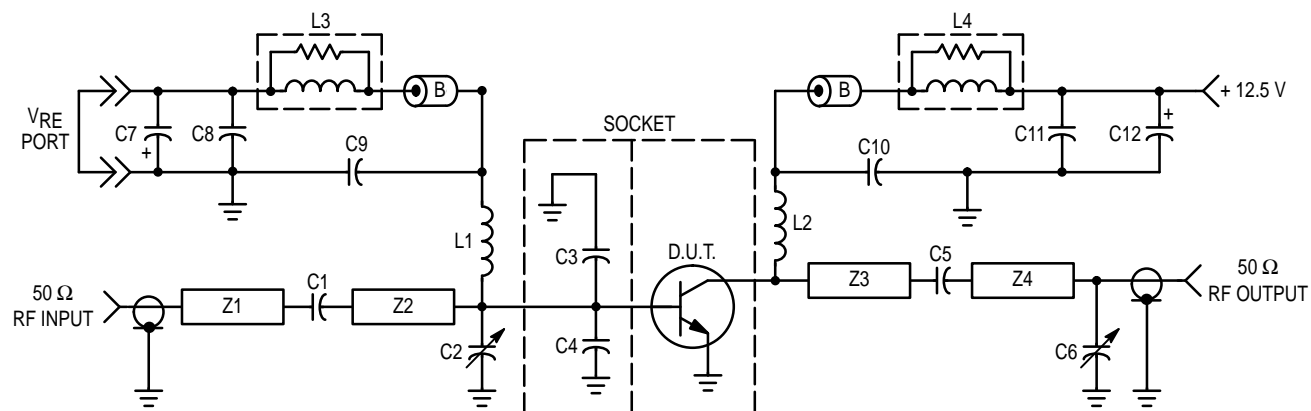 L3
L4
B
B
+ 12.5 V
VRE
PORT
C7
+
C8
C9
SOCKET
C10
C11
C12
+
L1
L2
C3
D.U.T.
50 Ω
RF INPUT
Z1
C1
Z2
C2
C4
Z3
C5
Z4
C6
50 Ω
RF OUTPUT